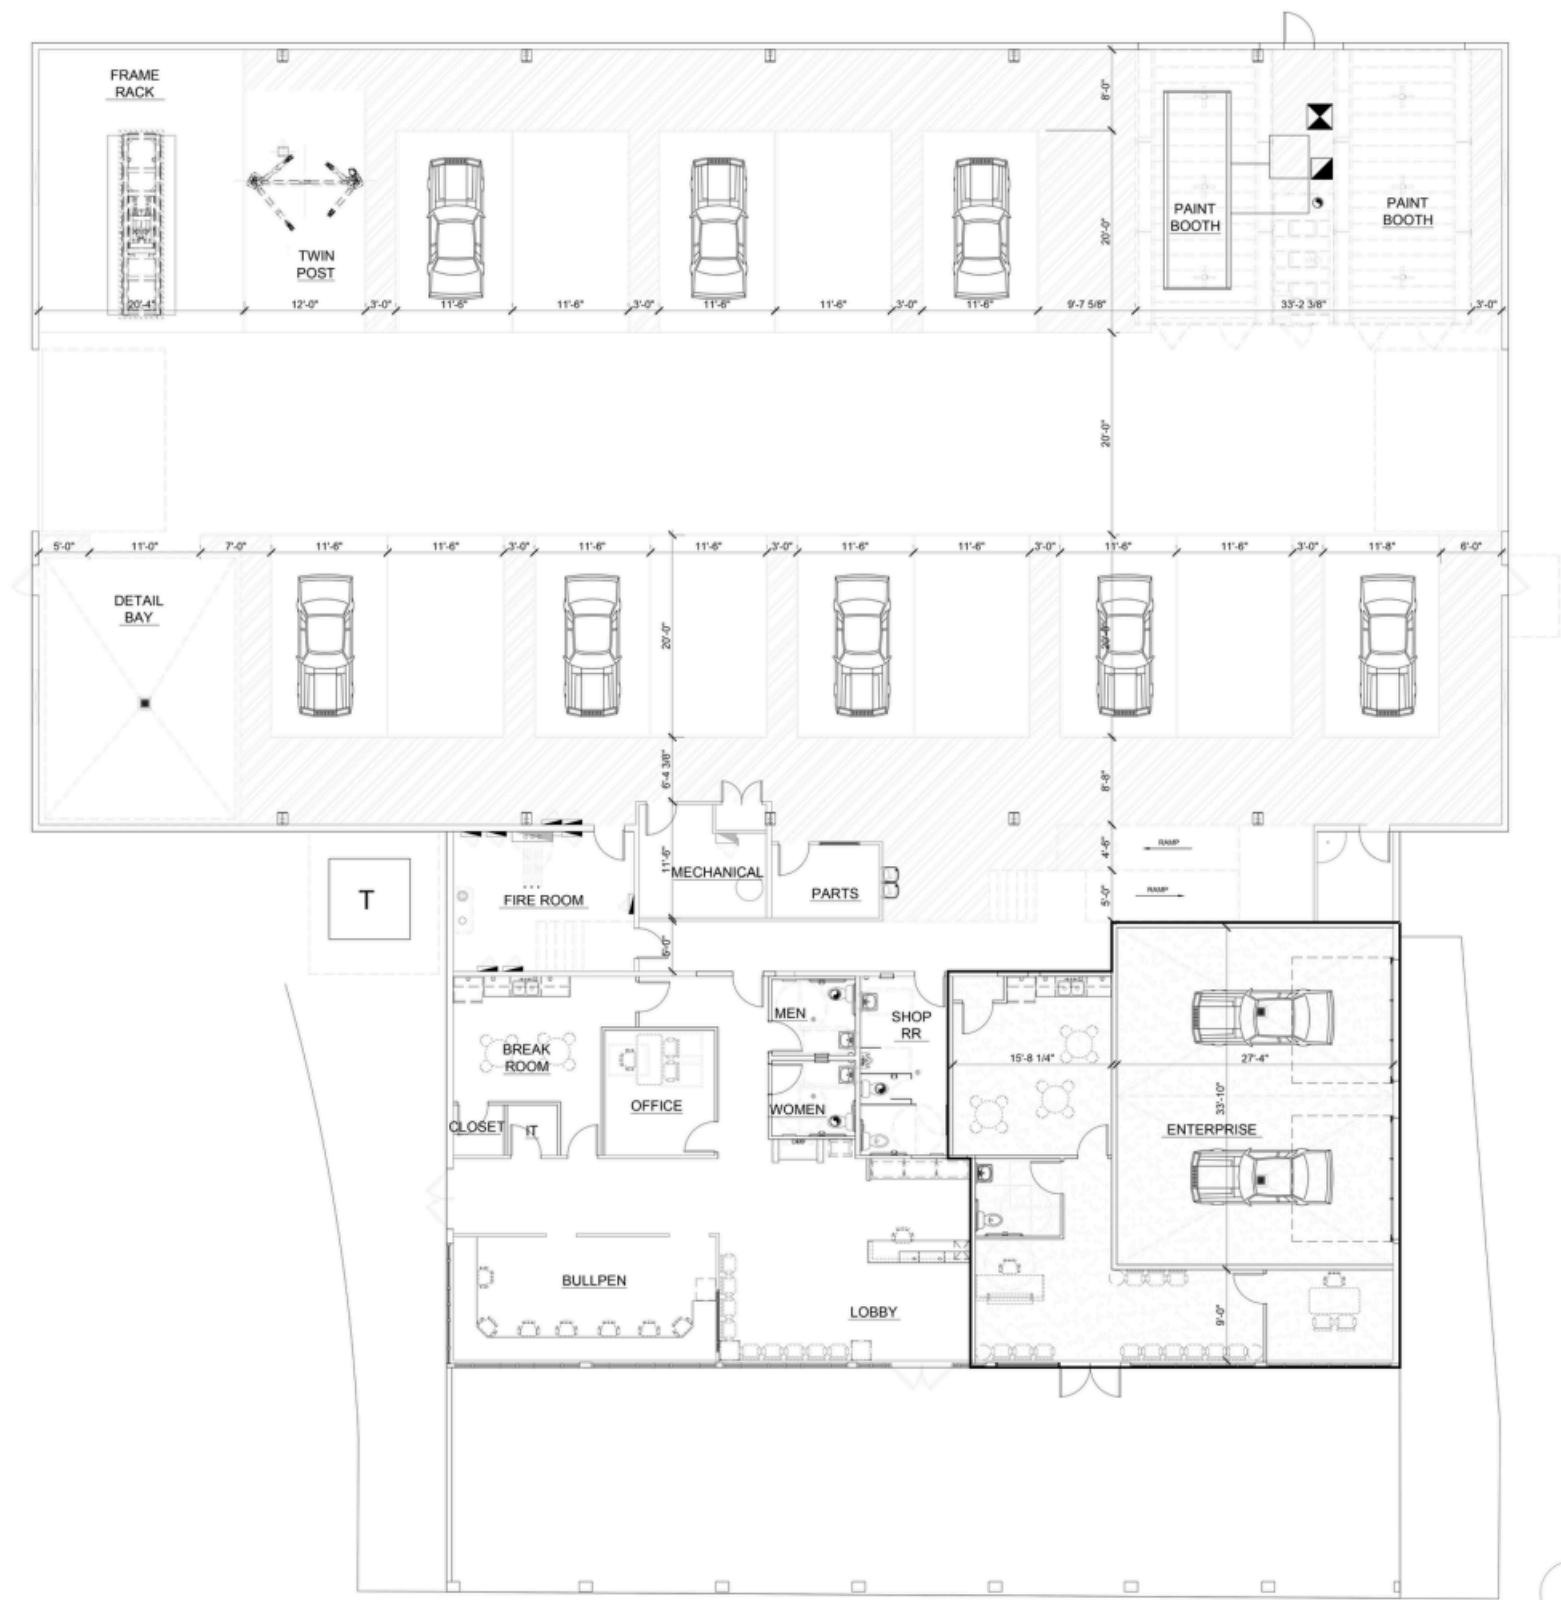 FRAME
RACK
8'-0"
PAINT
BOOTH
PAINT
BOOTH
20'-0"
TWIN
POST
20'-4"
12'-0"
3'-0"
11'-6"
11'-6"
3'-0"
11'-6"
11'-6"
3'-0"
11'-6"
9'-7 5/8"
33'-2 3/8"
3'-0"
20'-0"
5'-0"
11'-0"
7'-0"
11'-6"
11'-6"
3'-0"
11'-6"
11'-6"
3'-0"
11'-6"
11'-6"
3'-0"
11'-6"
11'-6"
3'-0"
11'-8"
6'-0"
DETAIL
BAY
20'-0"
20'-0"
6'-4 3/8"
8'-8"
4'-6"
RAMP
11'-6"
MECHANICAL
T
FIRE ROOM
PARTS
5'-0"
RAMP
MEN
SHOP
RR
BREAK
ROOM
15'-8 1/4"
27'-4"
33'-10"
OFFICE
WOMEN
CLOSET
IT
ENTERPRISE
BULLPEN
LOBBY
9'-0"